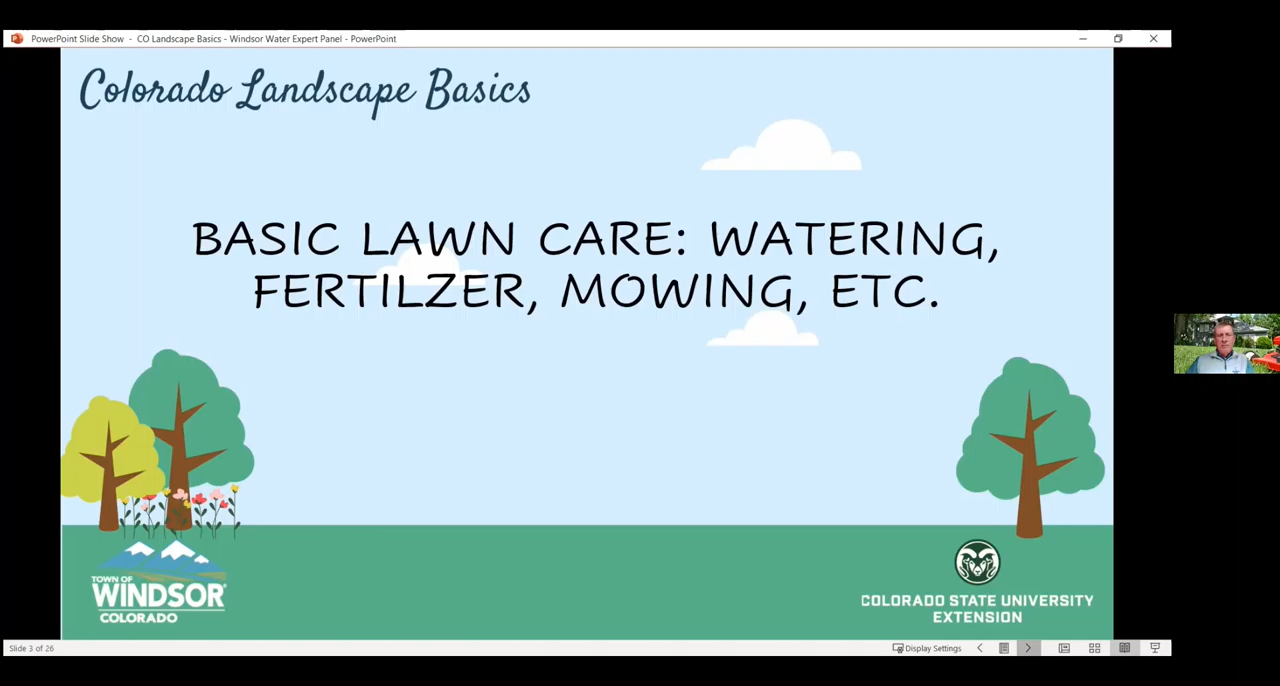 PowerPoint Slide Show - CO Landscape Basics - Windsor Water Expert Panel - PowerPoint
Colorado Landscape Basics
BASIC LAWN CARE: WATERING,
FERTILZER, MOWING, ETC.
TOWN OF
WINDSOR
COLORADO
COLORADO STATE UNIVERSITY
EXTENSION
Slide 3 of 26
Display Settings